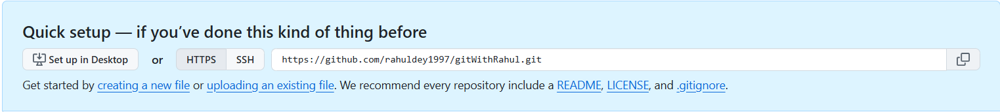 Quick setup — if you’ve done this kind of thing before
Set up in Desktop or HTTPS SSH https://github.com/rahuldey1997/gitWithRahul.git
Get started by creating a new file or uploading an existing file. We recommend every repository include a README, LICENSE, and .gitignore.